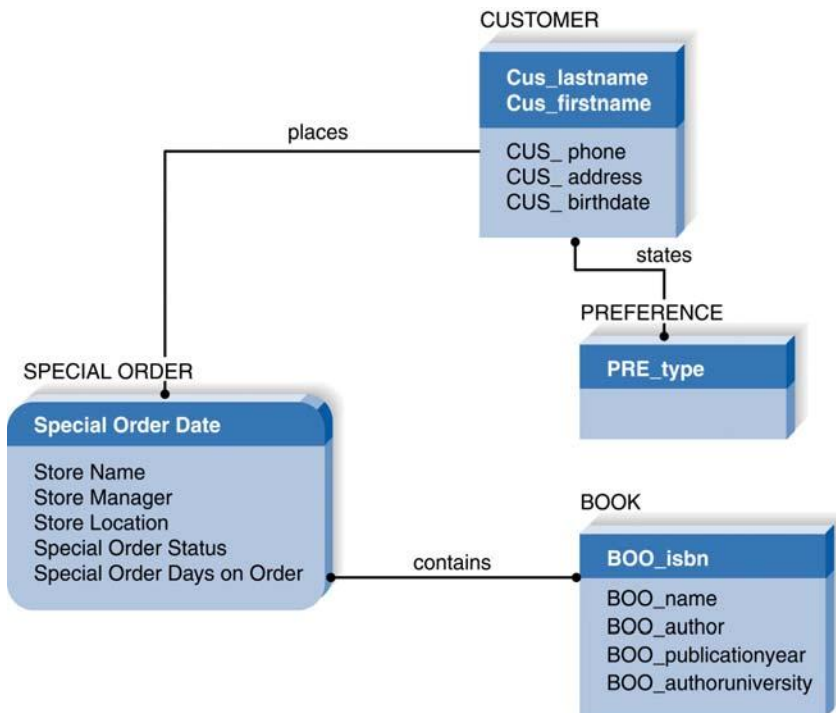 CUSTOMER
Cus_lastname
Cus_firstname
CUS_ phone
CUS_ address
CUS_ birthdate
places
states
PREFERENCE
PRE_type
SPECIAL ORDER
Special Order Date
Store Name
Store Manager
Store Location
Special Order Status
Special Order Days on Order
contains
BOOK
BOO_isbn
BOO_name
BOO_author
BOO_publicationyear
BOO_authoruniversity